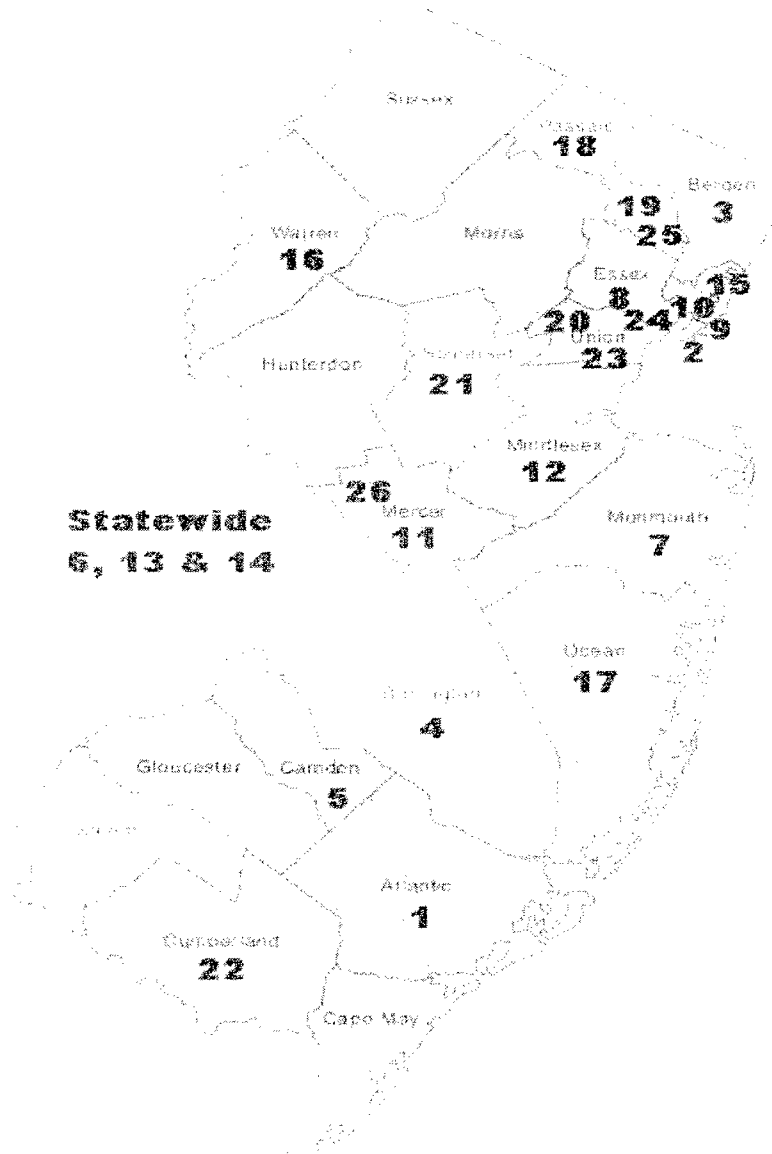 Sussex
Passaic
18
Bergen
3
19
25
Warren
16
Morris
Essex
8
15
10
20
24
9
Union
2
23
Hunterdon
Somerset
21
Middlesex
12
26
Mercer
11
Monmouth
7
Statewide
6, 13 & 14
Ocean
17
4
Gloucester
Camden
5
Atlantic
1
Cumberland
22
Cape May